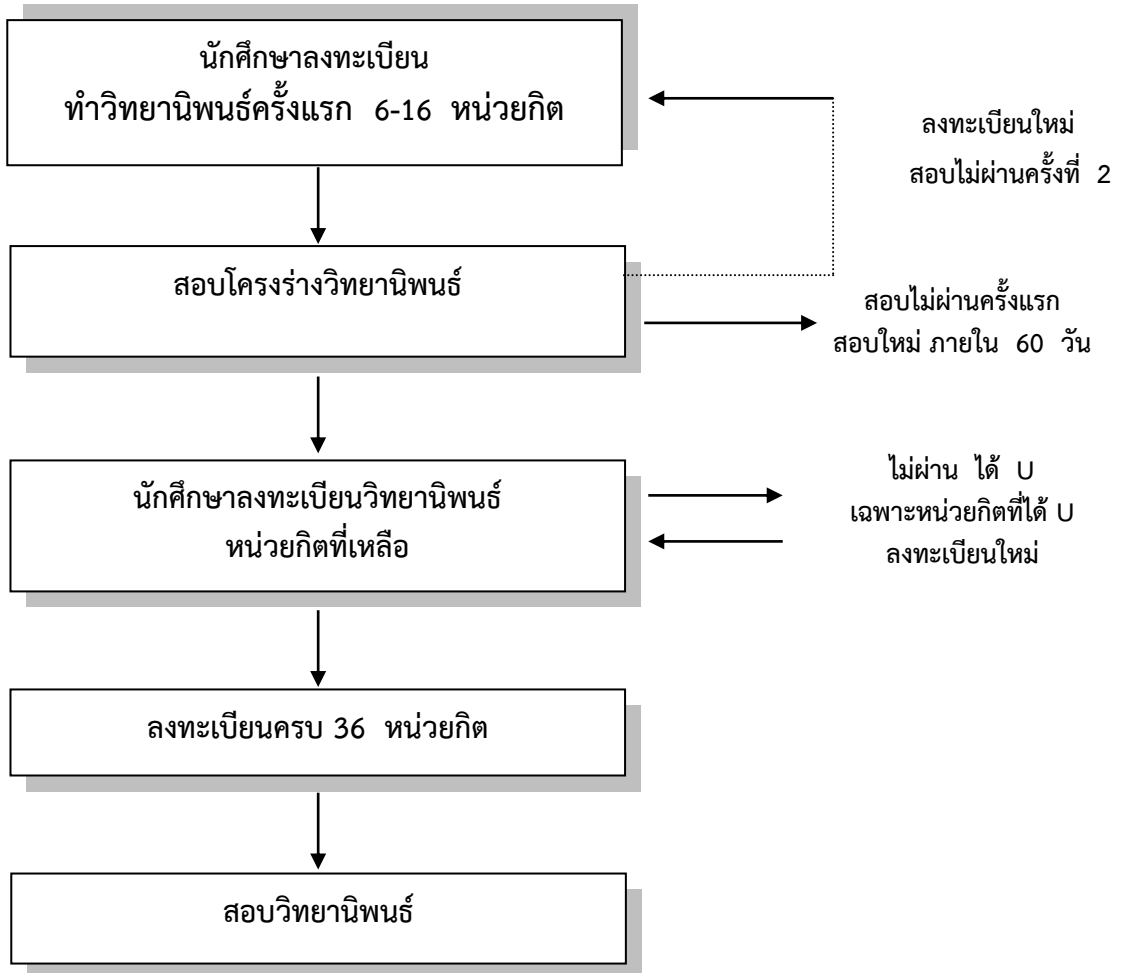 นักศึกษาลงทะเบียน
ทำวิทยานิพนธ์ครั้งแรก 6-16 หน่วยกิต
ลงทะเบียนใหม่
สอบไม่ผ่านครั้งที่ 2
สอบโครงร่างวิทยานิพนธ์
สอบไม่ผ่านครั้งแรก
สอบใหม่ ภายใน 60 วัน
นักศึกษาลงทะเบียนวิทยานิพนธ์
หน่วยกิตที่เหลือ
ไม่ผ่าน ได้ U
เฉพาะหน่วยกิตที่ได้ U
ลงทะเบียนใหม่
ลงทะเบียนครบ 36 หน่วยกิต
สอบวิทยานิพนธ์